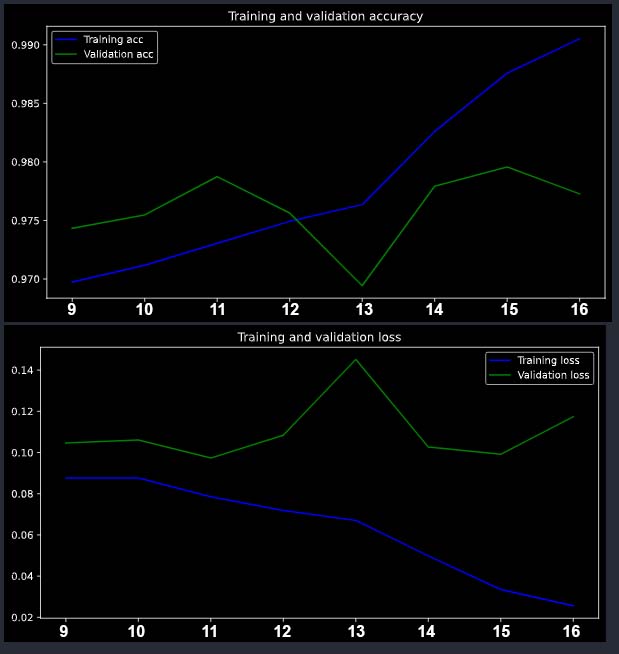 Training and validation accuracy
Training acc
Validation acc
0.990
0.985
0.980
0.975
0.970
9 10 11 12 13 14 15 16
Training and validation loss
Training loss
Validation loss
0.14
0.12
0.10
0.08
0.06
0.04
0.02
9 10 11 12 13 14 15 16